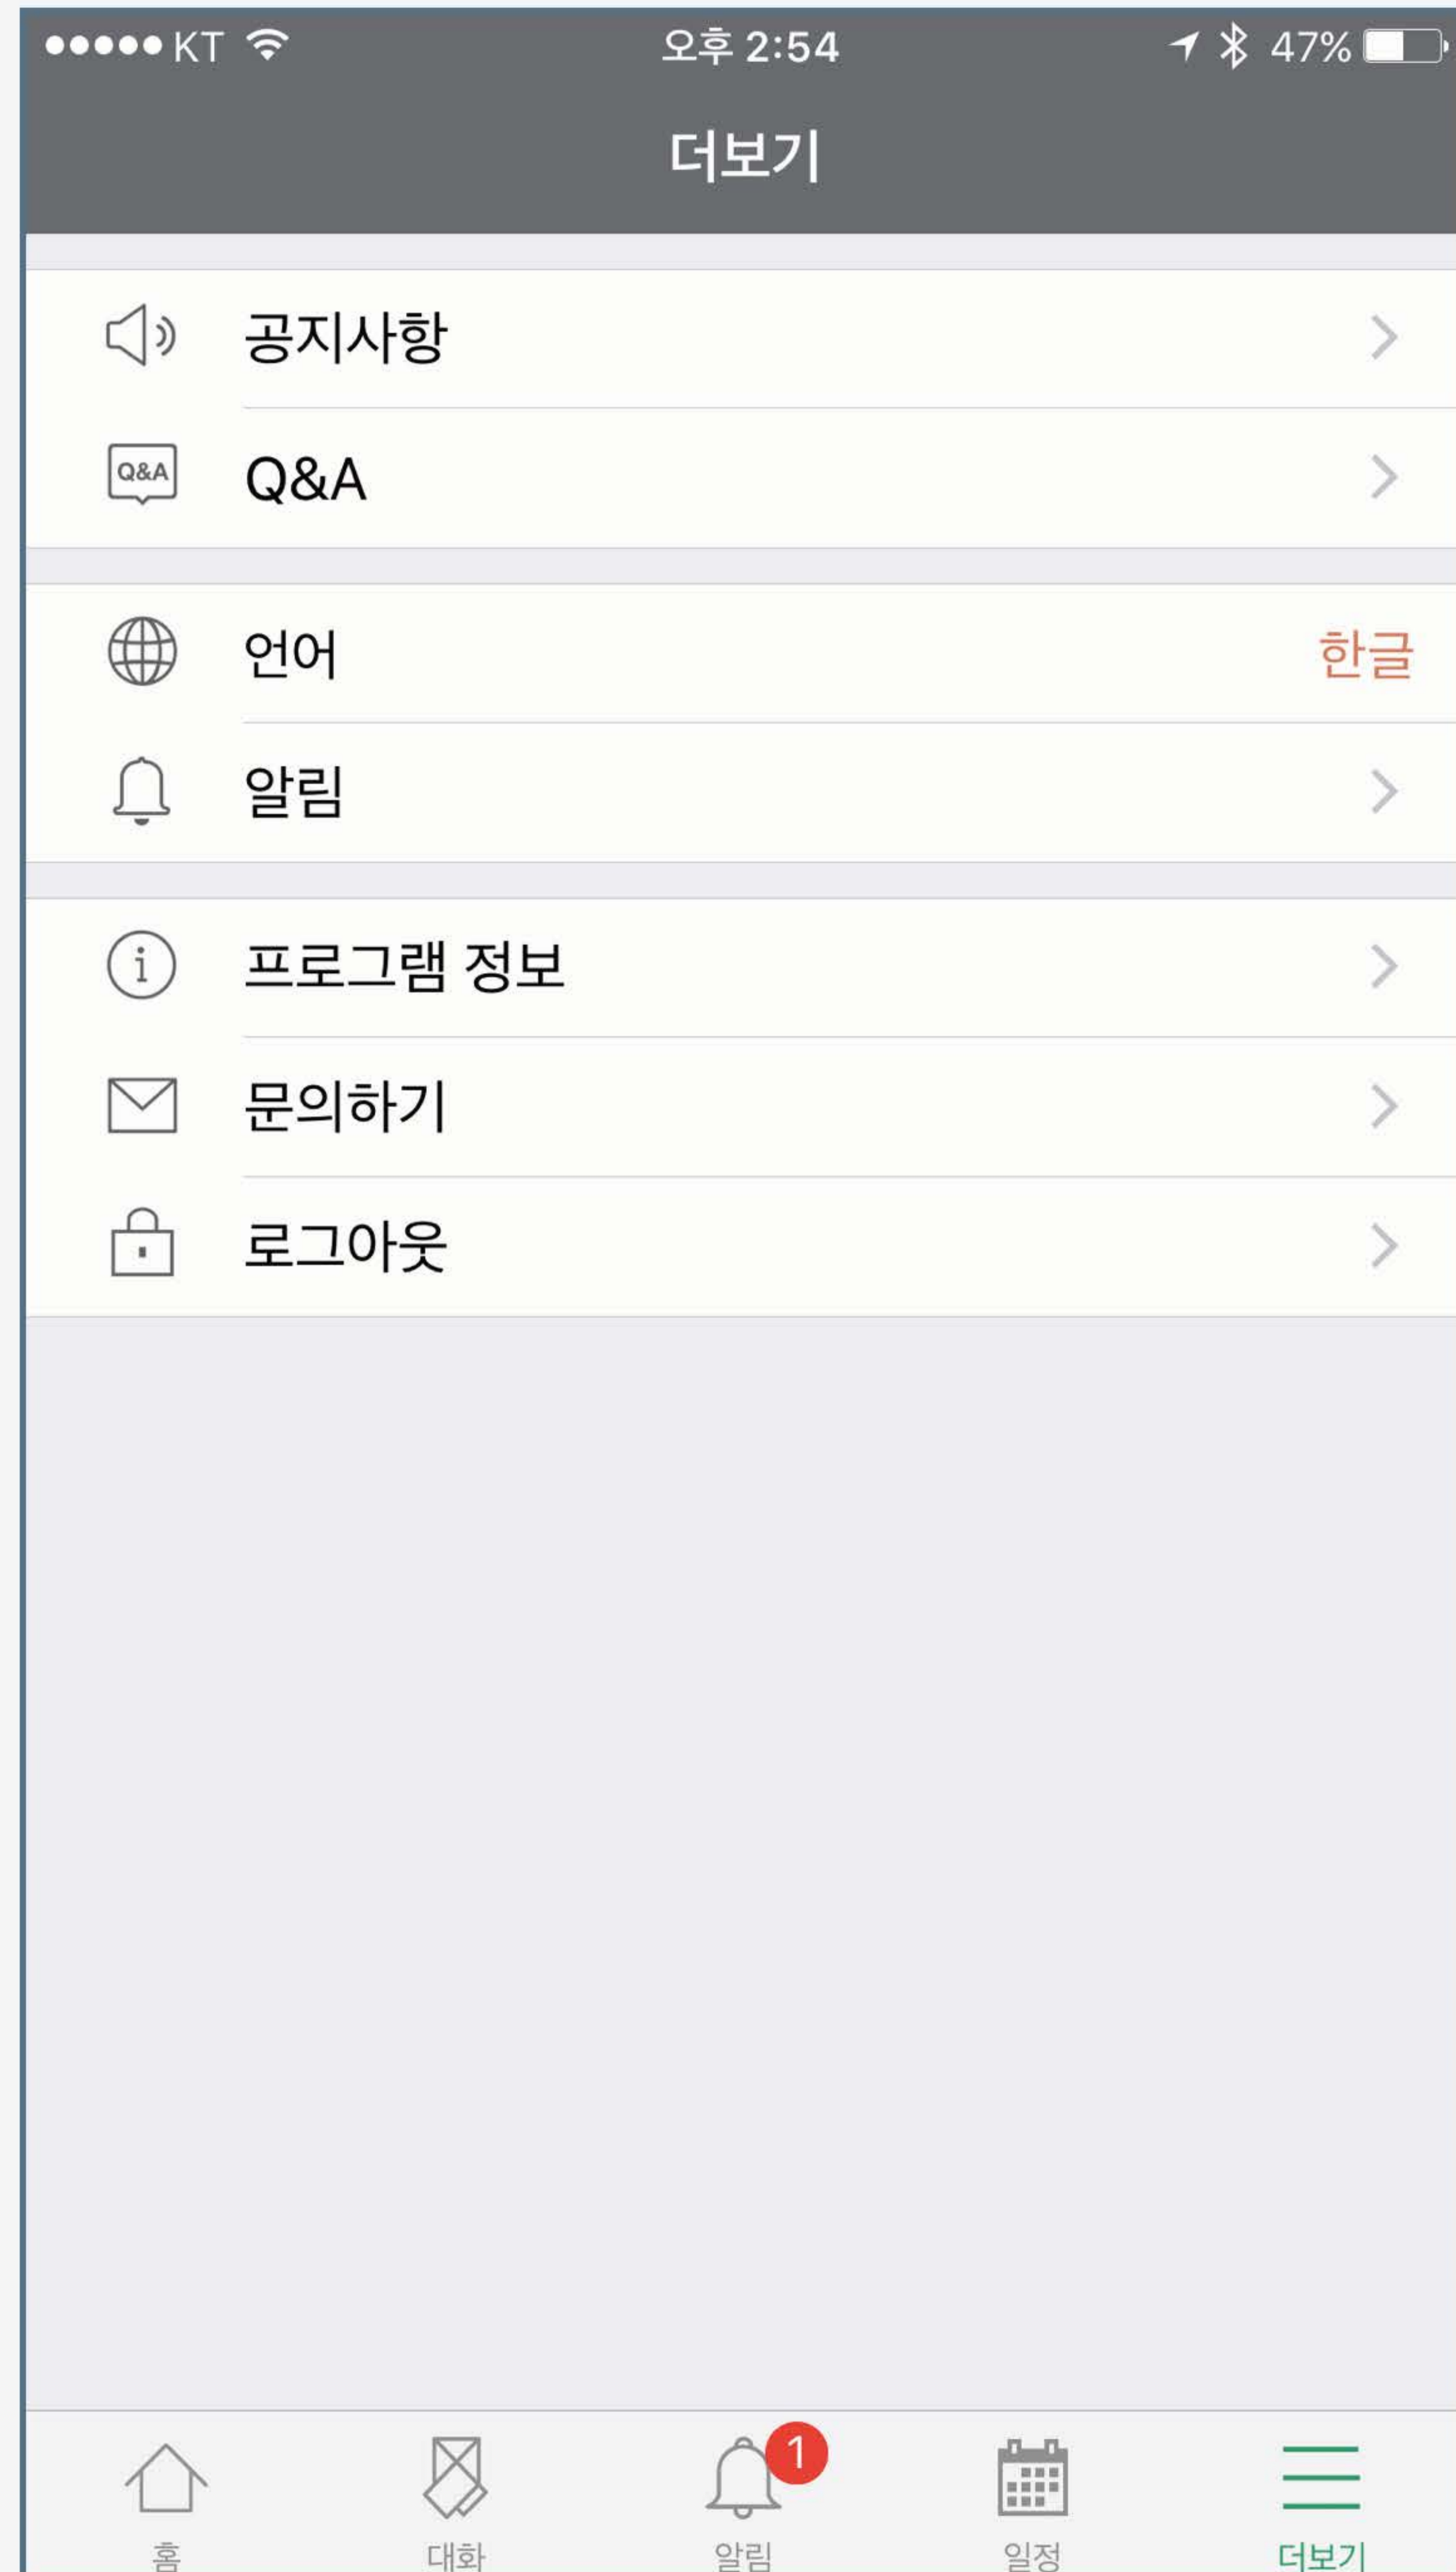 KT 오후 2:54 47%
더보기
공지사항
Q&A Q&A
언어 한글
알림
i 프로그램 정보
문의하기
로그아웃
1
홈 대화 알림 일정 더보기